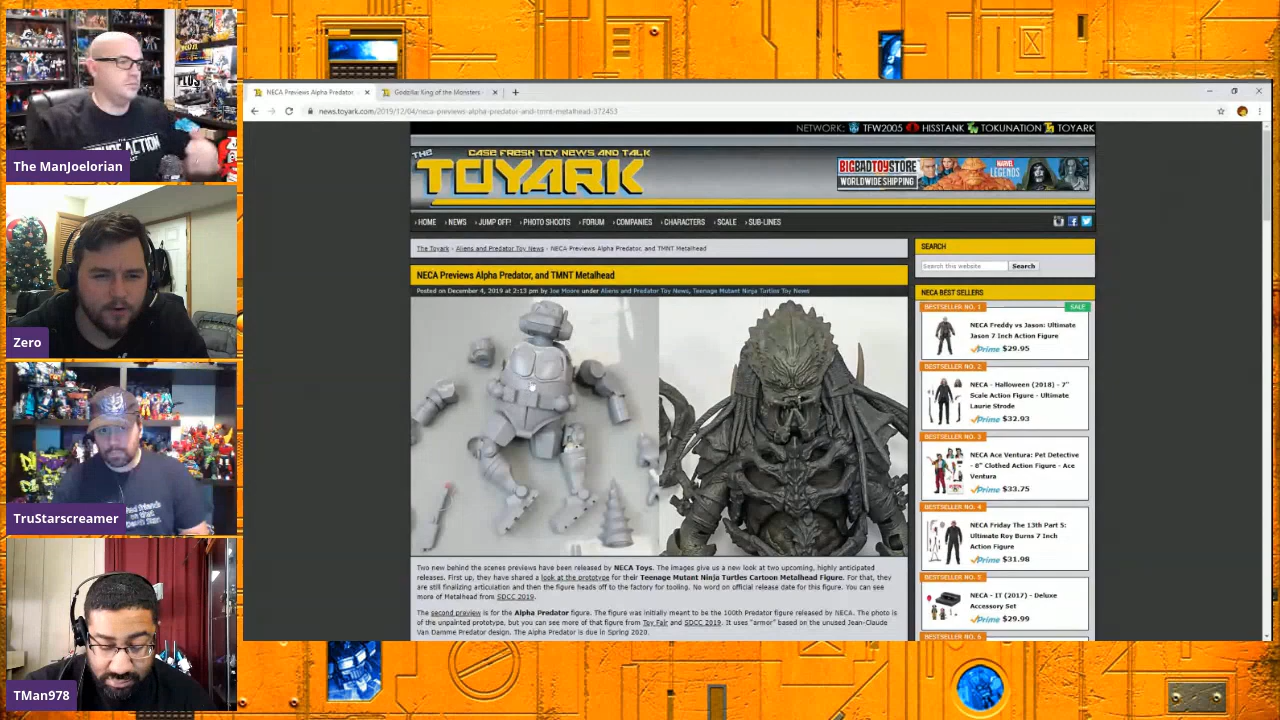 The ManJoelorian
Zero
TruStarscreamer
TMan978
NECA Previews Alpha Predator
Godzilla: King of the Monsters
news.toyark.com/2019/12/04/neca-previews-alpha-predator-and-tmnt-metalhead-372453
NETWORK: TFW2005 HISSTANK TOKUNATION TOYARK
CASE FRESH TOY NEWS AND TALK
THE TOYARK
BIGBADTOYSTORE
WORLDWIDE SHIPPING
MARVEL LEGENDS
› HOME › NEWS › JUMP OFF! › PHOTO SHOOTS › FORUM › COMPANIES › CHARACTERS › SCALE › SUB-LINES
The Toyark › Aliens and Predator Toy News › NECA Previews Alpha Predator, and TMNT Metalhead
NECA Previews Alpha Predator, and TMNT Metalhead
Posted on December 4, 2019 at 2:13 pm by Joe Moore under Aliens and Predator Toy News, Teenage Mutant Ninja Turtles Toy News
Two new behind the scenes previews have been released by NECA Toys. The images give us a new look at two upcoming, highly anticipated
releases. First up, they have shared a look at the prototype for their Teenage Mutant Ninja Turtles Cartoon Metalhead Figure. For that, they
are still finalizing articulation and then the figure heads off to the factory for tooling. No word on official release date for this figure. You can see
more of Metalhead from SDCC 2019.
The second preview is for the Alpha Predator figure. The figure was initially meant to be the 100th Predator figure released by NECA. The photo is
of the unpainted prototype, but you can see more of that figure from Toy Fair and SDCC 2019. It uses "armor" based on the unused Jean-Claude
Van Damme Predator design. The Alpha Predator is due in Spring 2020.
SEARCH
Search this website
Search
NECA BEST SELLERS
BESTSELLER NO. 1
SALE
NECA Freddy vs Jason: Ultimate
Jason 7 Inch Action Figure
Prime $29.95
BESTSELLER NO. 2
NECA - Halloween (2018) - 7"
Scale Action Figure - Ultimate
Laurie Strode
Prime $32.93
BESTSELLER NO. 3
NECA Ace Ventura: Pet Detective
- 8" Clothed Action Figure - Ace
Ventura
Prime $33.75
BESTSELLER NO. 4
NECA Friday The 13th Part 5:
Ultimate Roy Burns 7 Inch
Action Figure
Prime $31.98
BESTSELLER NO. 5
NECA - IT (2017) - Deluxe
Accessory Set
Prime $29.99
BESTSELLER NO. 6